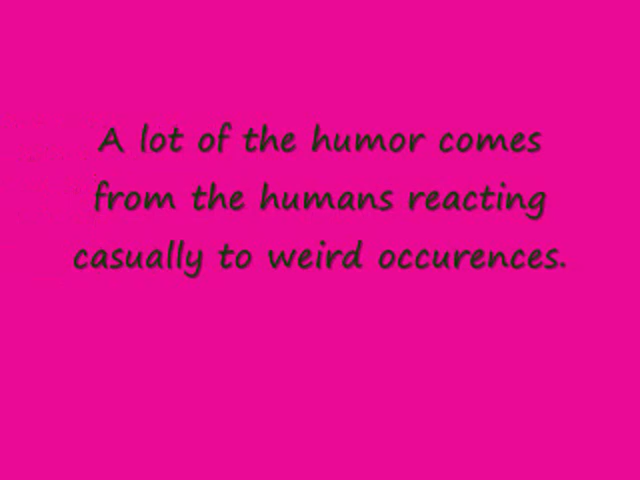 A lot of the humor comes
from the humans reacting
casually to weird occurences.